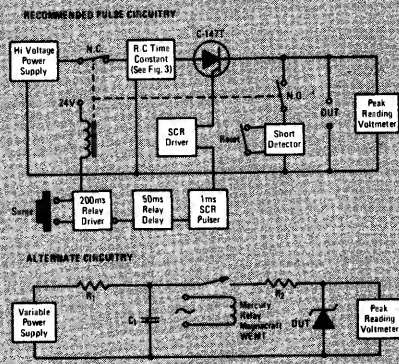 RECOMMENDED PULSE CIRCUITRY
C-147T
Hi Voltage
Power
Supply
N.C.
R-C Time
Constant
(See Fig. 3)
24V
SCR
Driver
Reset
N.O.
Short
Detector
DUT
Peak
Reading
Voltmeter
Surge
200ms
Relay
Driver
50ms
Relay
Delay
1ms
SCR
Pulser
ALTERNATE CIRCUITRY
Variable
Power
Supply
R1
C1
Mercury
Relay
Magnecraft
R2
DUT
Peak
Reading
Voltmeter